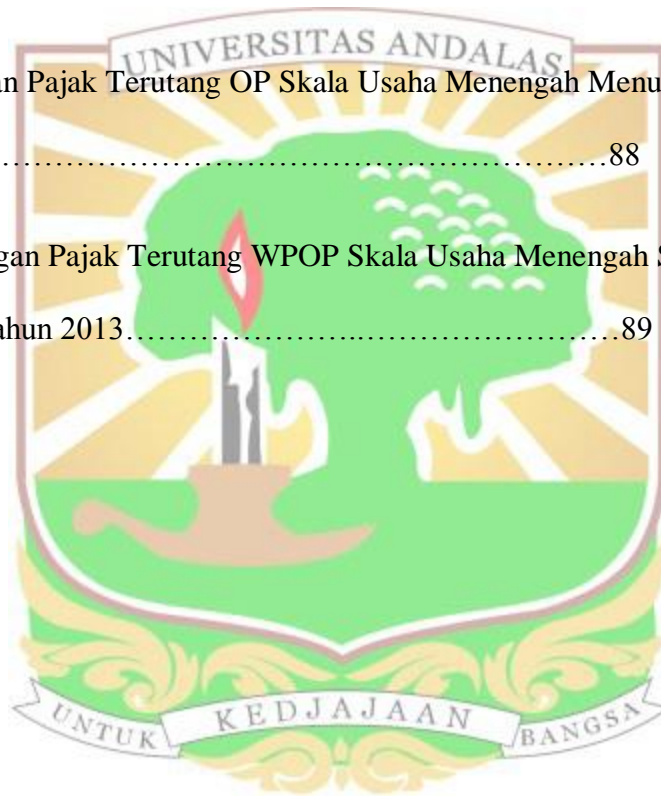 UNIVERSITAS ANDALAS
an Pajak Terutang OP Skala Usaha Menengah Menu
……………………………………………………………88
gan Pajak Terutang WPOP Skala Usaha Menengah S
ahun 2013………………………………………………89
UNTUK KEDJAJAAN BANGSA